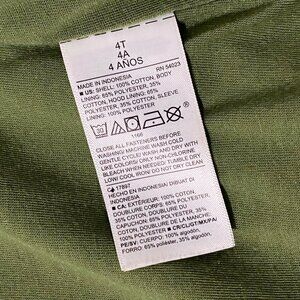 4T
4A
4 AÑOS
MADE IN INDONESIA RN 54023
■ US: SHELL: 100% COTTON, BODY
LINING: 65% POLYESTER, 35%
COTTON, HOOD LINING: 65%
POLYESTER, 35% COTTON, SLEEVE
LINING: 100% POLYESTER.
30
1166
CLOSE ALL FASTENERS BEFORE
WASHING/ MACHINE WASH COLD
GENTLE CYCLE/ WASH AND DRY WITH
LIKE COLORS/ ONLY NON-CHLORINE
BLEACH WHEN NEEDED/ TUMBLE DRY
LOW/ COOL IRON/ DO NOT DRY CLEAN
17897
HECHO EN INDONESIA/ DIBUAT DI
INDONESIA
■ CA: EXTÉRIEUR: 100% COTON,
DOUBLURE CORPS: 65% POLYESTER,
35% COTON, DOUBLURE DU
CAPUCHON: 65% POLYESTER, 35%
COTON, DOUBLURE DE LA MANCHE:
100% POLYESTER. ■
PE/SV: CUERPO: 100% algodón,
FORRO: 65% poliéster, 35% algodón,